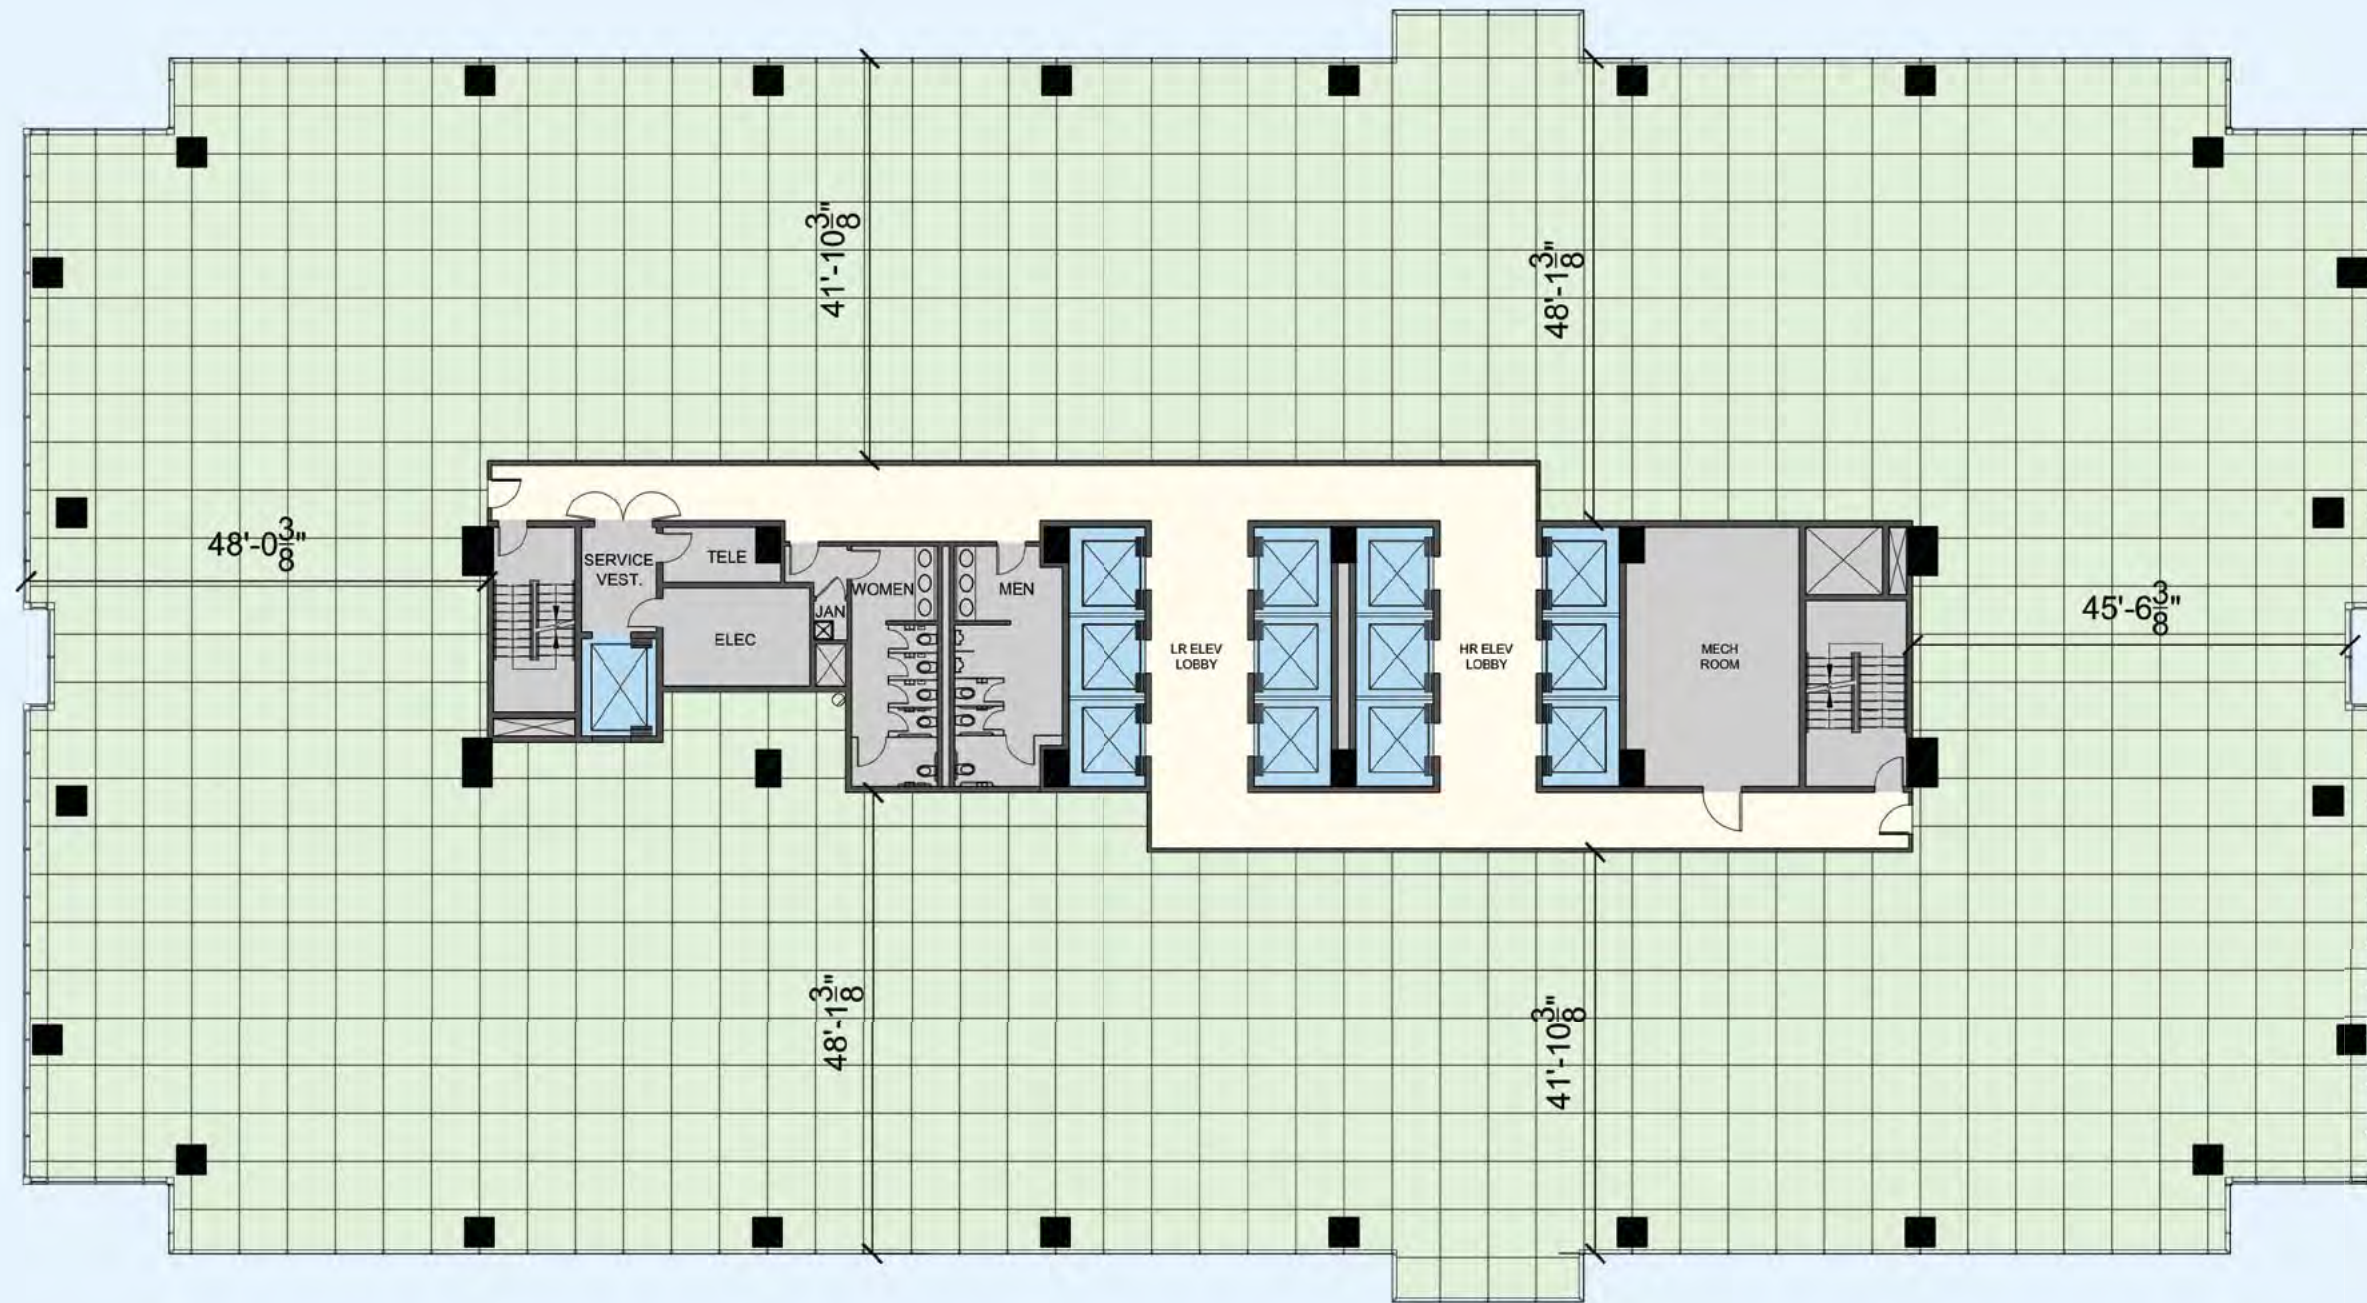 41'-10 3/8"
48'-1 3/8"
48'-0 3/8"
SERVICE
VEST.
TELE
WOMEN
MEN
JAN
ELEC
LR ELEV
LOBBY
HR ELEV
LOBBY
MECH
ROOM
45'-6 3/8"
48'-1 3/8"
41'-10 3/8"